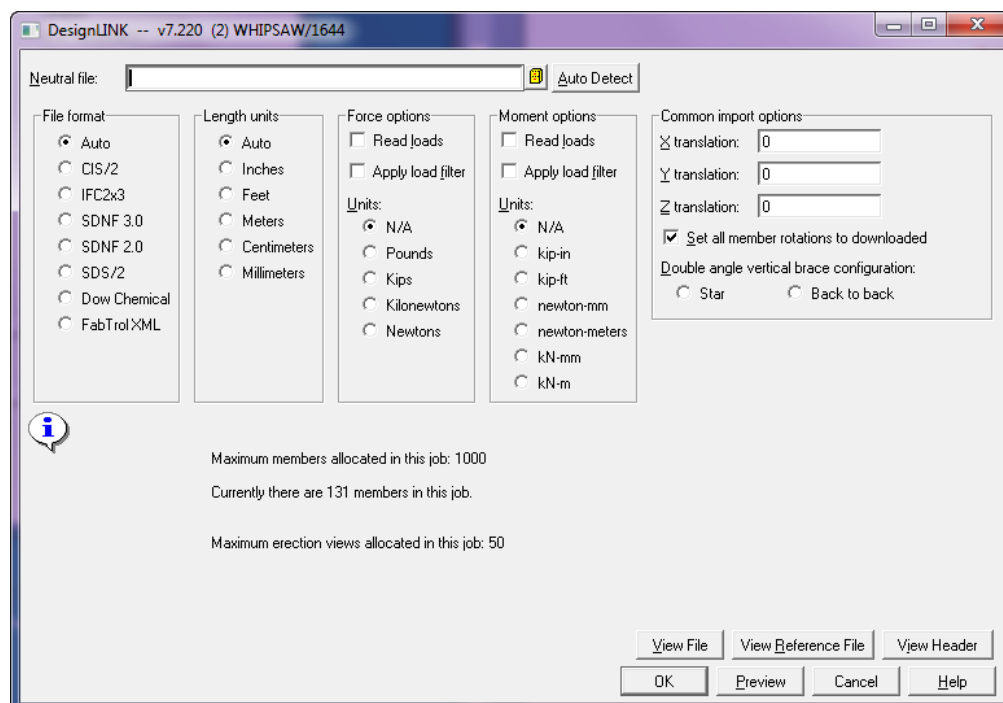 DesignLINK -- v7.220 (2) WHIPSAW/1644
Neutral file:
Auto Detect
File format
Auto
CIS/2
IFC2x3
SDNF 3.0
SDNF 2.0
SDS/2
Dow Chemical
FabTrol XML
Length units
Auto
Inches
Feet
Meters
Centimeters
Millimeters
Force options
Read loads
Apply load filter
Units:
N/A
Pounds
Kips
Kilonewtons
Newtons
Moment options
Read loads
Apply load filter
Units:
N/A
kip-in
kip-ft
newton-mm
newton-meters
kN-mm
kN-m
Common import options
X translation: 0
Y translation: 0
Z translation: 0
Set all member rotations to downloaded
Double angle vertical brace configuration:
Star Back to back
Maximum members allocated in this job: 1000
Currently there are 131 members in this job.
Maximum erection views allocated in this job: 50
View File View Reference File View Header
OK Preview Cancel Help